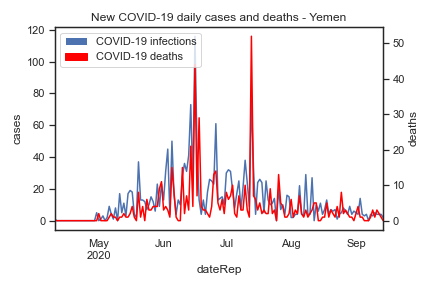 New COVID-19 daily cases and deaths - Yemen
COVID-19 infections
COVID-19 deaths
120
100
80
60
40
20
0
cases
50
40
30
20
10
0
deaths
May
2020
Jun
Jul
Aug
Sep
dateRep